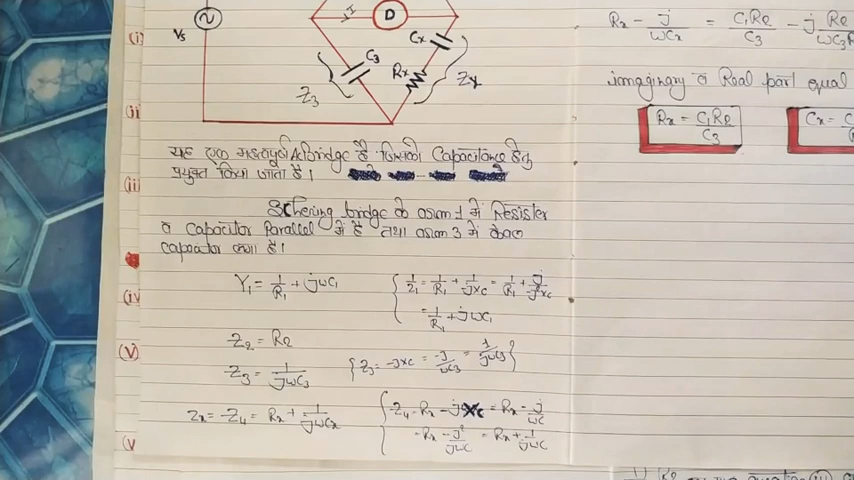 (i)
Vs
I
D
Cx
C3
Rx
Z3
Zx
(ii)
यह एक महत्वपूर्ण AC Bridge है जिसको Capacitance हेतु
प्रयुक्त किया जाता है।
(ii)
Schering bridge के arm 1 में Resister
व Capacitor Parallel में है तथा arm 3 में केवल
capacitor लगा है।
(iv)
Y1 = 1/R1 + jωC1
1/Z1 = 1/R1 + 1/-jXC = 1/R1 + j/-j²XC
= 1/R1 + jωC1
(v)
Z2 = R2
Z3 = 1/jωC3
{Z3 = -jXC = -j/ωC3 = 1/jωC3}
Zx = Z4 = Rx + 1/jωCx
Z4 = Rx - jXC = Rx - j/ωC
= Rx - j²/jωC = Rx + 1/jωC
(v
Rx - j/ωCx = C1R2/C3 - j R2/ωC3R
imaginary व Real part equal
Rx = C1R2/C3
Cx = C